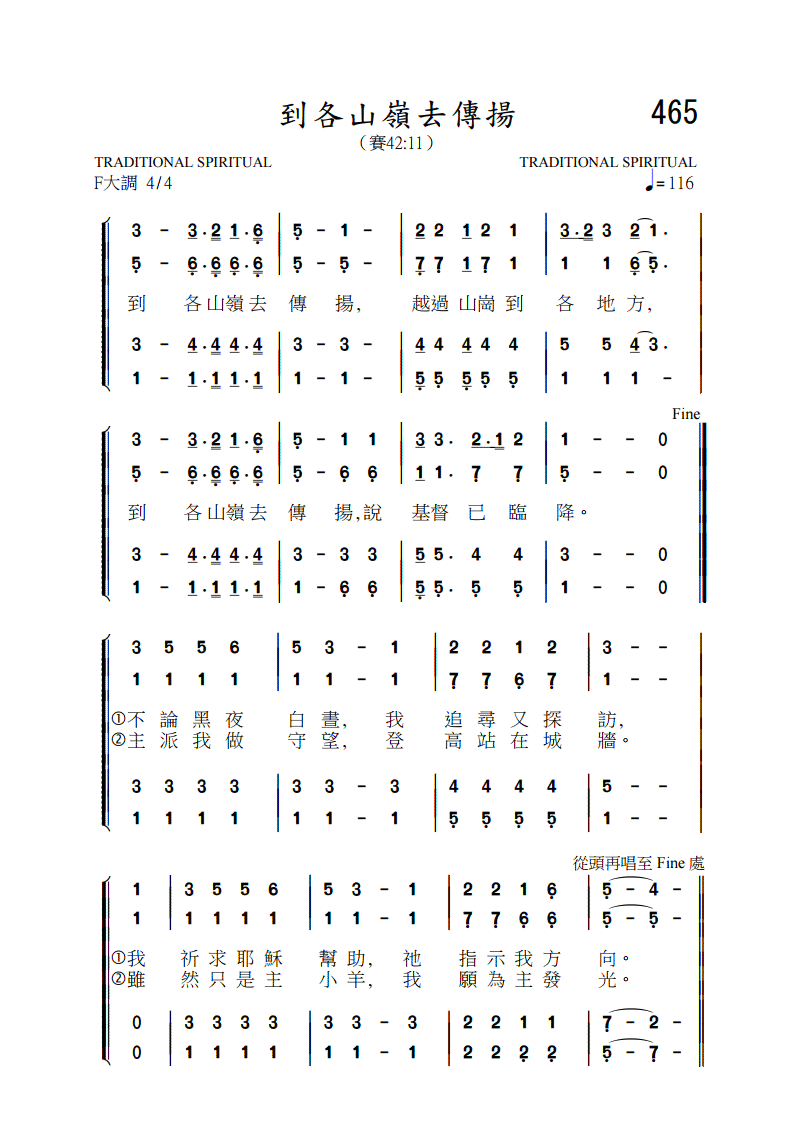 到各山嶺去傳揚 465
（賽42:11）
TRADITIONAL SPIRITUAL TRADITIONAL SPIRITUAL
F大調 4/4 ♩=116
3 - 3.2 1.6 | 5 - 1 - | 2 2 1 2 1 | 3.2 3 2 1.
5 - 6.6 6.6 | 5 - 5 - | 7 7 1 7 1 | 1 1 6 5.
到 各山嶺去 傳 揚, 越過 山崗 到 各 地 方,
3 - 4.4 4.4 | 3 - 3 - | 4 4 4 4 4 | 5 5 4 3.
1 - 1.1 1.1 | 1 - 1 - | 5 5 5 5 5 | 1 1 1 -
Fine
3 - 3.2 1.6 | 5 - 1 1 | 3 3. 2.1 2 | 1 - - 0
5 - 6.6 6.6 | 5 - 6 6 | 1 1. 7 7 | 5 - - 0
到 各山嶺去 傳 揚,說 基督 已 臨 降。
3 - 4.4 4.4 | 3 - 3 3 | 5 5. 4 4 | 3 - - 0
1 - 1.1 1.1 | 1 - 6 6 | 5 5. 5 5 | 1 - - 0
3 5 5 6 | 5 3 - 1 | 2 2 1 2 | 3 - -
1 1 1 1 | 1 1 - 1 | 7 7 6 7 | 1 - -
①不 論 黑 夜 白 晝, 我 追 尋 又 探 訪,
②主 派 我 做 守 望, 登 高 站 在 城 牆。
3 3 3 3 | 3 3 - 3 | 4 4 4 4 | 5 - -
1 1 1 1 | 1 1 - 1 | 5 5 5 5 | 1 - -
從頭再唱至 Fine 處
1 | 3 5 5 6 | 5 3 - 1 | 2 2 1 6 | 5 - 4 -
1 | 1 1 1 1 | 1 1 - 1 | 7 7 6 6 | 5 - 5 -
①我 祈 求 耶 穌 幫 助, 祂 指 示 我 方 向。
②雖 然 只 是 主 小 羊, 我 願 為 主 發 光。
0 | 3 3 3 3 | 3 3 - 3 | 2 2 1 1 | 7 - 2 -
0 | 1 1 1 1 | 1 1 - 1 | 2 2 2 2 | 5 - 7 -